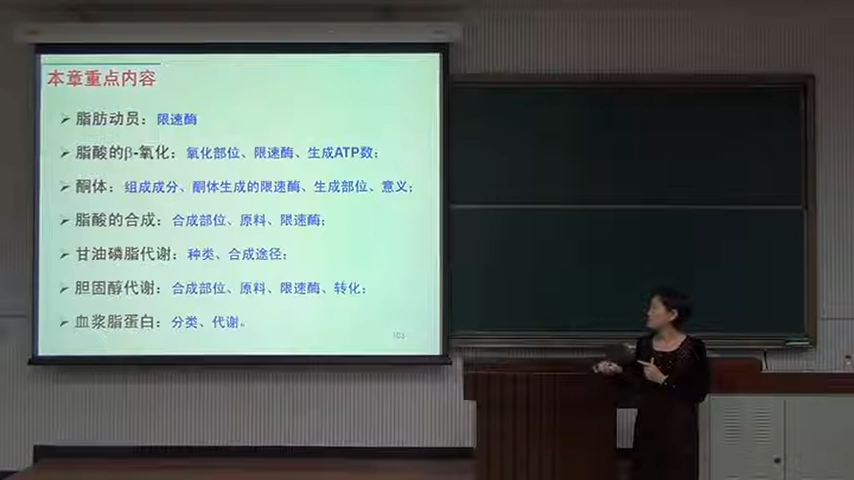 本章重点内容
➢ 脂肪动员：限速酶
➢ 脂酸的β-氧化：氧化部位、限速酶、生成ATP数；
➢ 酮体：组成成分、酮体生成的限速酶、生成部位、意义；
➢ 脂酸的合成：合成部位、原料、限速酶；
➢ 甘油磷脂代谢：种类、合成途径；
➢ 胆固醇代谢：合成部位、原料、限速酶、转化；
➢ 血浆脂蛋白：分类、代谢。